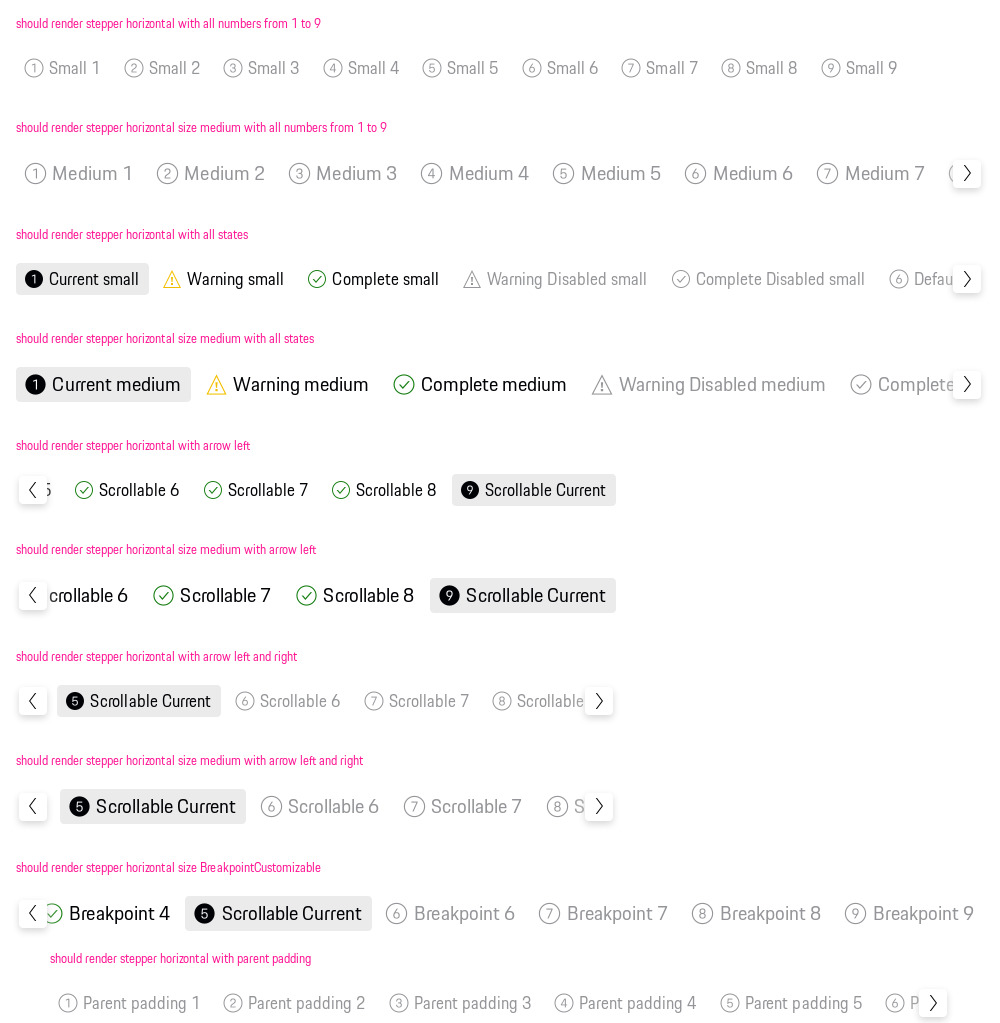 should render stepper horizontal with all numbers from 1 to 9
1 Small 1 2 Small 2 3 Small 3 4 Small 4 5 Small 5 6 Small 6 7 Small 7 8 Small 8 9 Small 9
should render stepper horizontal size medium with all numbers from 1 to 9
1 Medium 1 2 Medium 2 3 Medium 3 4 Medium 4 5 Medium 5 6 Medium 6 7 Medium 7
should render stepper horizontal with all states
1 Current small Warning small Complete small Warning Disabled small Complete Disabled small 6 Defau
should render stepper horizontal size medium with all states
1 Current medium Warning medium Complete medium Warning Disabled medium Complete
should render stepper horizontal with arrow left
5 Scrollable 6 Scrollable 7 Scrollable 8 9 Scrollable Current
should render stepper horizontal size medium with arrow left
crollable 6 Scrollable 7 Scrollable 8 9 Scrollable Current
should render stepper horizontal with arrow left and right
5 Scrollable Current 6 Scrollable 6 7 Scrollable 7 8 Scrollable
should render stepper horizontal size medium with arrow left and right
5 Scrollable Current 6 Scrollable 6 7 Scrollable 7 8 S
should render stepper horizontal size BreakpointCustomizable
Breakpoint 4 5 Scrollable Current 6 Breakpoint 6 7 Breakpoint 7 8 Breakpoint 8 9 Breakpoint 9
should render stepper horizontal with parent padding
1 Parent padding 1 2 Parent padding 2 3 Parent padding 3 4 Parent padding 4 5 Parent padding 5 6 P